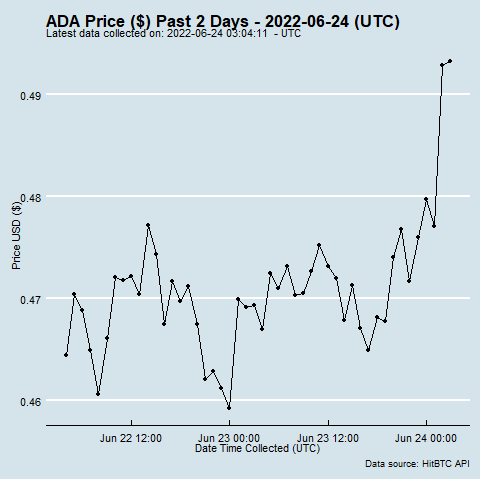 ADA Price ($) Past 2 Days - 2022-06-24 (UTC)
Latest data collected on: 2022-06-24 03:04:11 - UTC
0.49
0.48
0.47
0.46
Price USD ($)
Jun 22 12:00 Jun 23 00:00 Jun 23 12:00 Jun 24 00:00
Date Time Collected (UTC)
Data source: HitBTC API